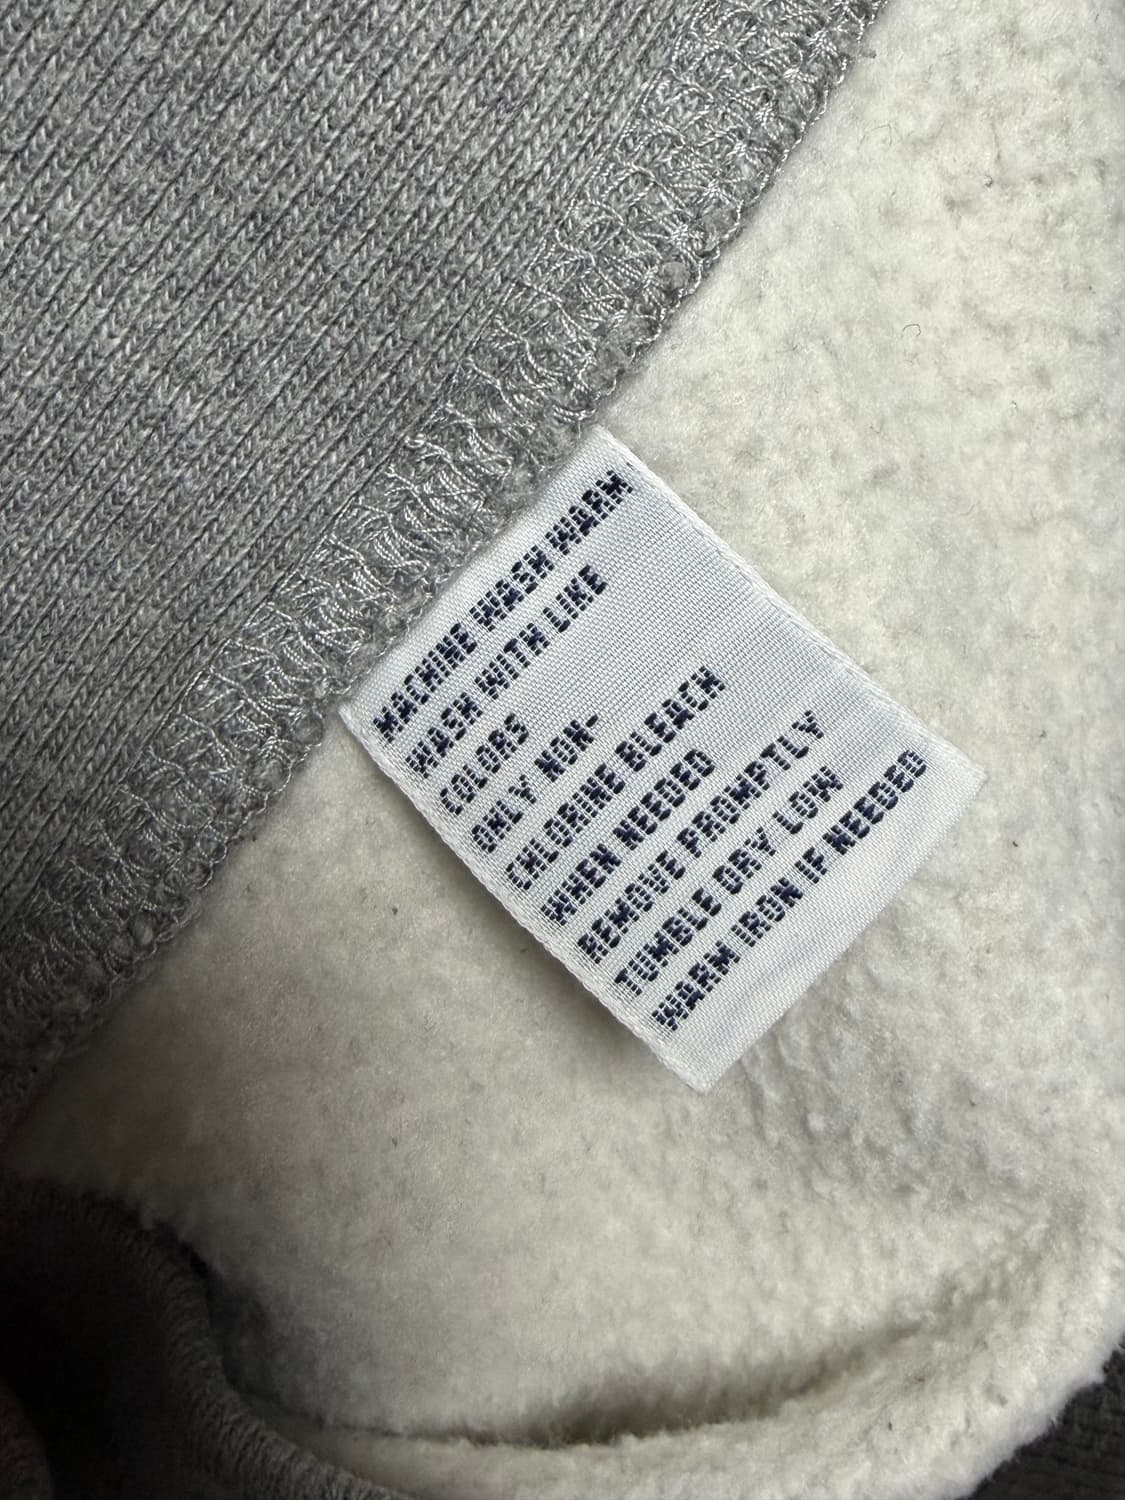 MACHINE WASH WARM
WASH WITH LIKE
COLORS
ONLY NON-
CHLORINE BLEACH
WHEN NEEDED
REMOVE PROMPTLY
TUMBLE DRY LOW
WARM IRON IF NEEDED